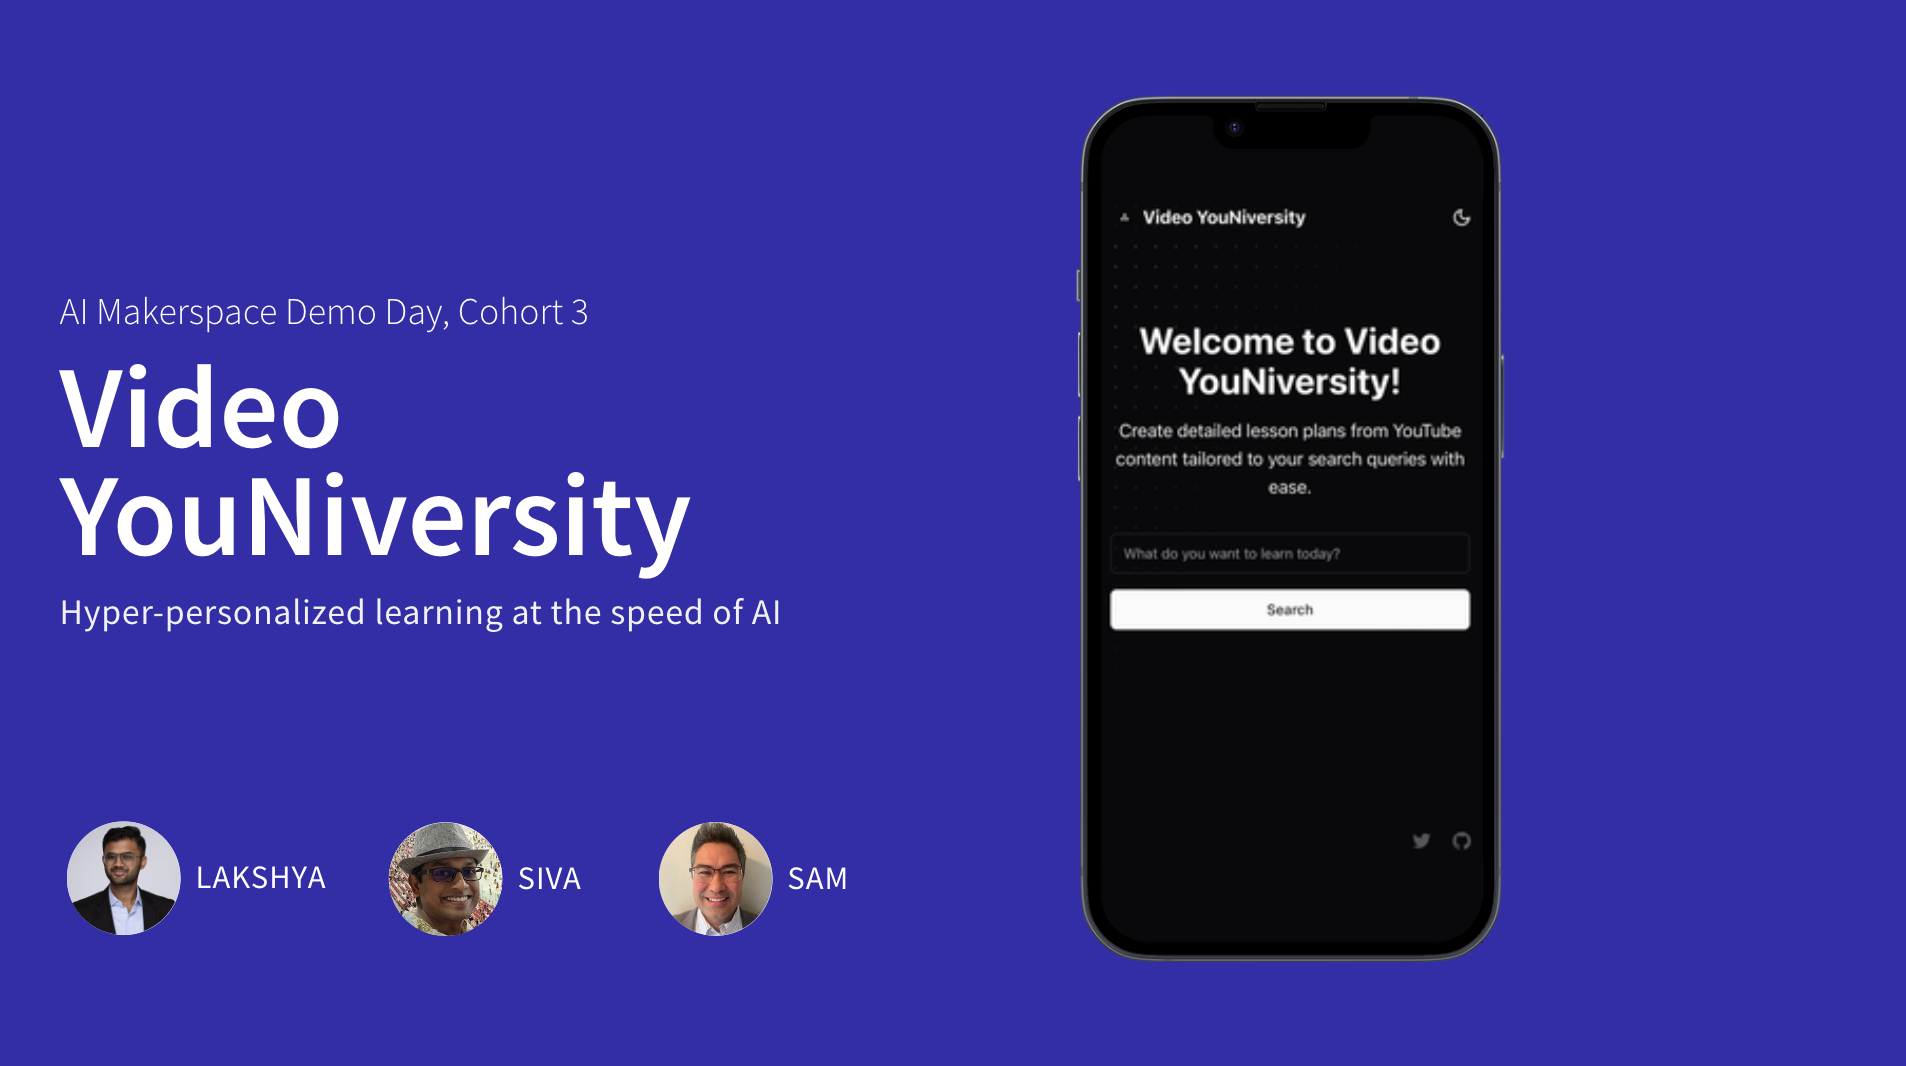 AI Makerspace Demo Day, Cohort 3
Video
YouNiversity
Hyper-personalized learning at the speed of AI
LAKSHYA
SIVA
SAM
Video YouNiversity
Welcome to Video
YouNiversity!
Create detailed lesson plans from YouTube
content tailored to your search queries with
ease.
What do you want to learn today?
Search